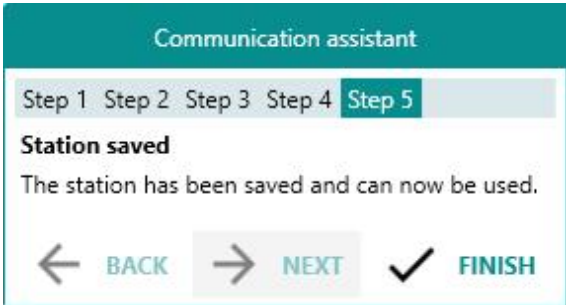 Communication assistant
Step 1 Step 2 Step 3 Step 4 Step 5
Station saved
The station has been saved and can now be used.
BACK NEXT FINISH